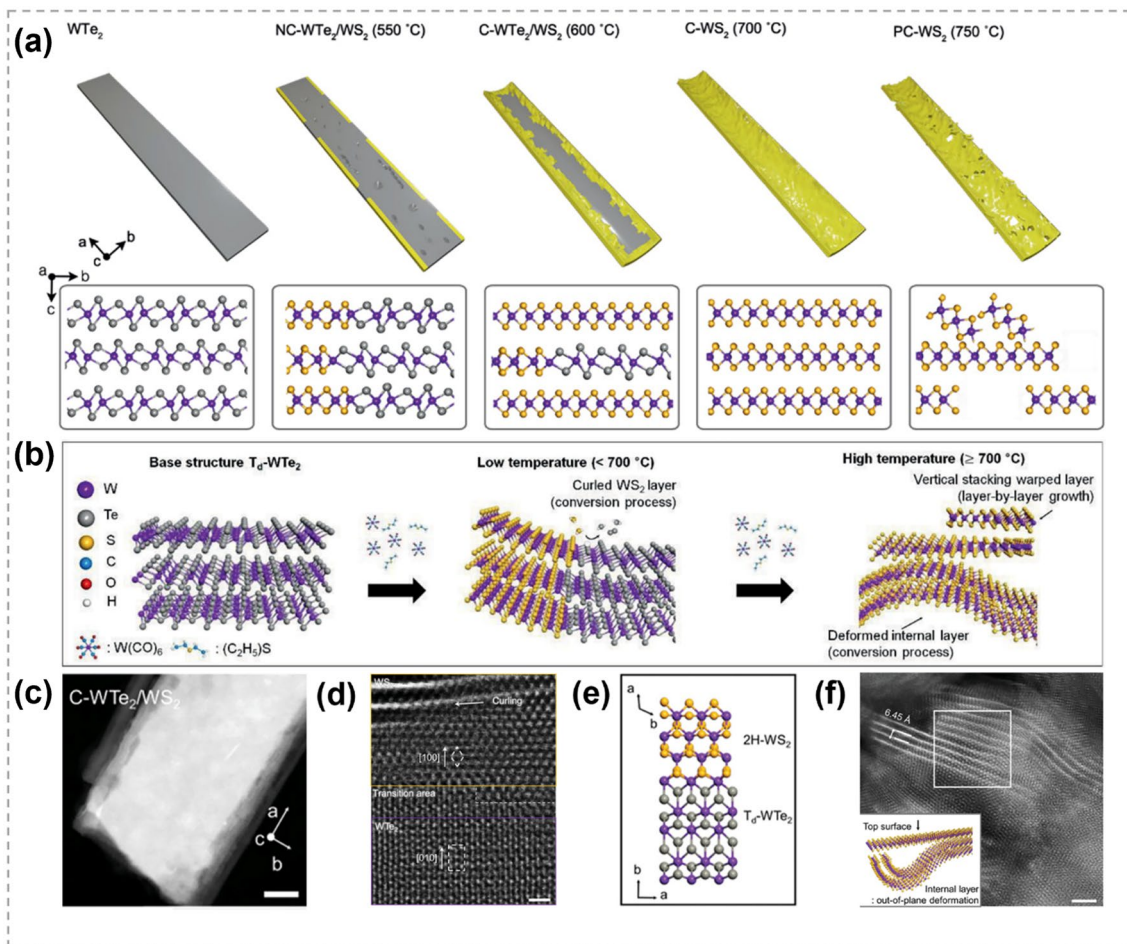 (a)
WTe₂
NC-WTe₂/WS₂ (550 ˚C)
C-WTe₂/WS₂ (600 ˚C)
C-WS₂ (700 ˚C)
PC-WS₂ (750 ˚C)
a
b
c
a
b
c
(b)
Base structure T_d-WTe₂
Low temperature (< 700 ˚C)
High temperature (≥ 700 ˚C)
W
Te
S
C
O
H
Curled WS₂ layer
(conversion process)
Vertical stacking warped layer
(layer-by-layer growth)
Deformed internal layer
(conversion process)
: W(CO)₆
: (C₂H₅)S
(c)
C-WTe₂/WS₂
a
c
b
(d)
WS₂
Curling
[100]
Transition area
WTe₂
[010]
(e)
a
b
2H-WS₂
T_d-WTe₂
b
a
(f)
6.45 Å
Top surface
Internal layer
: out-of-plane deformation